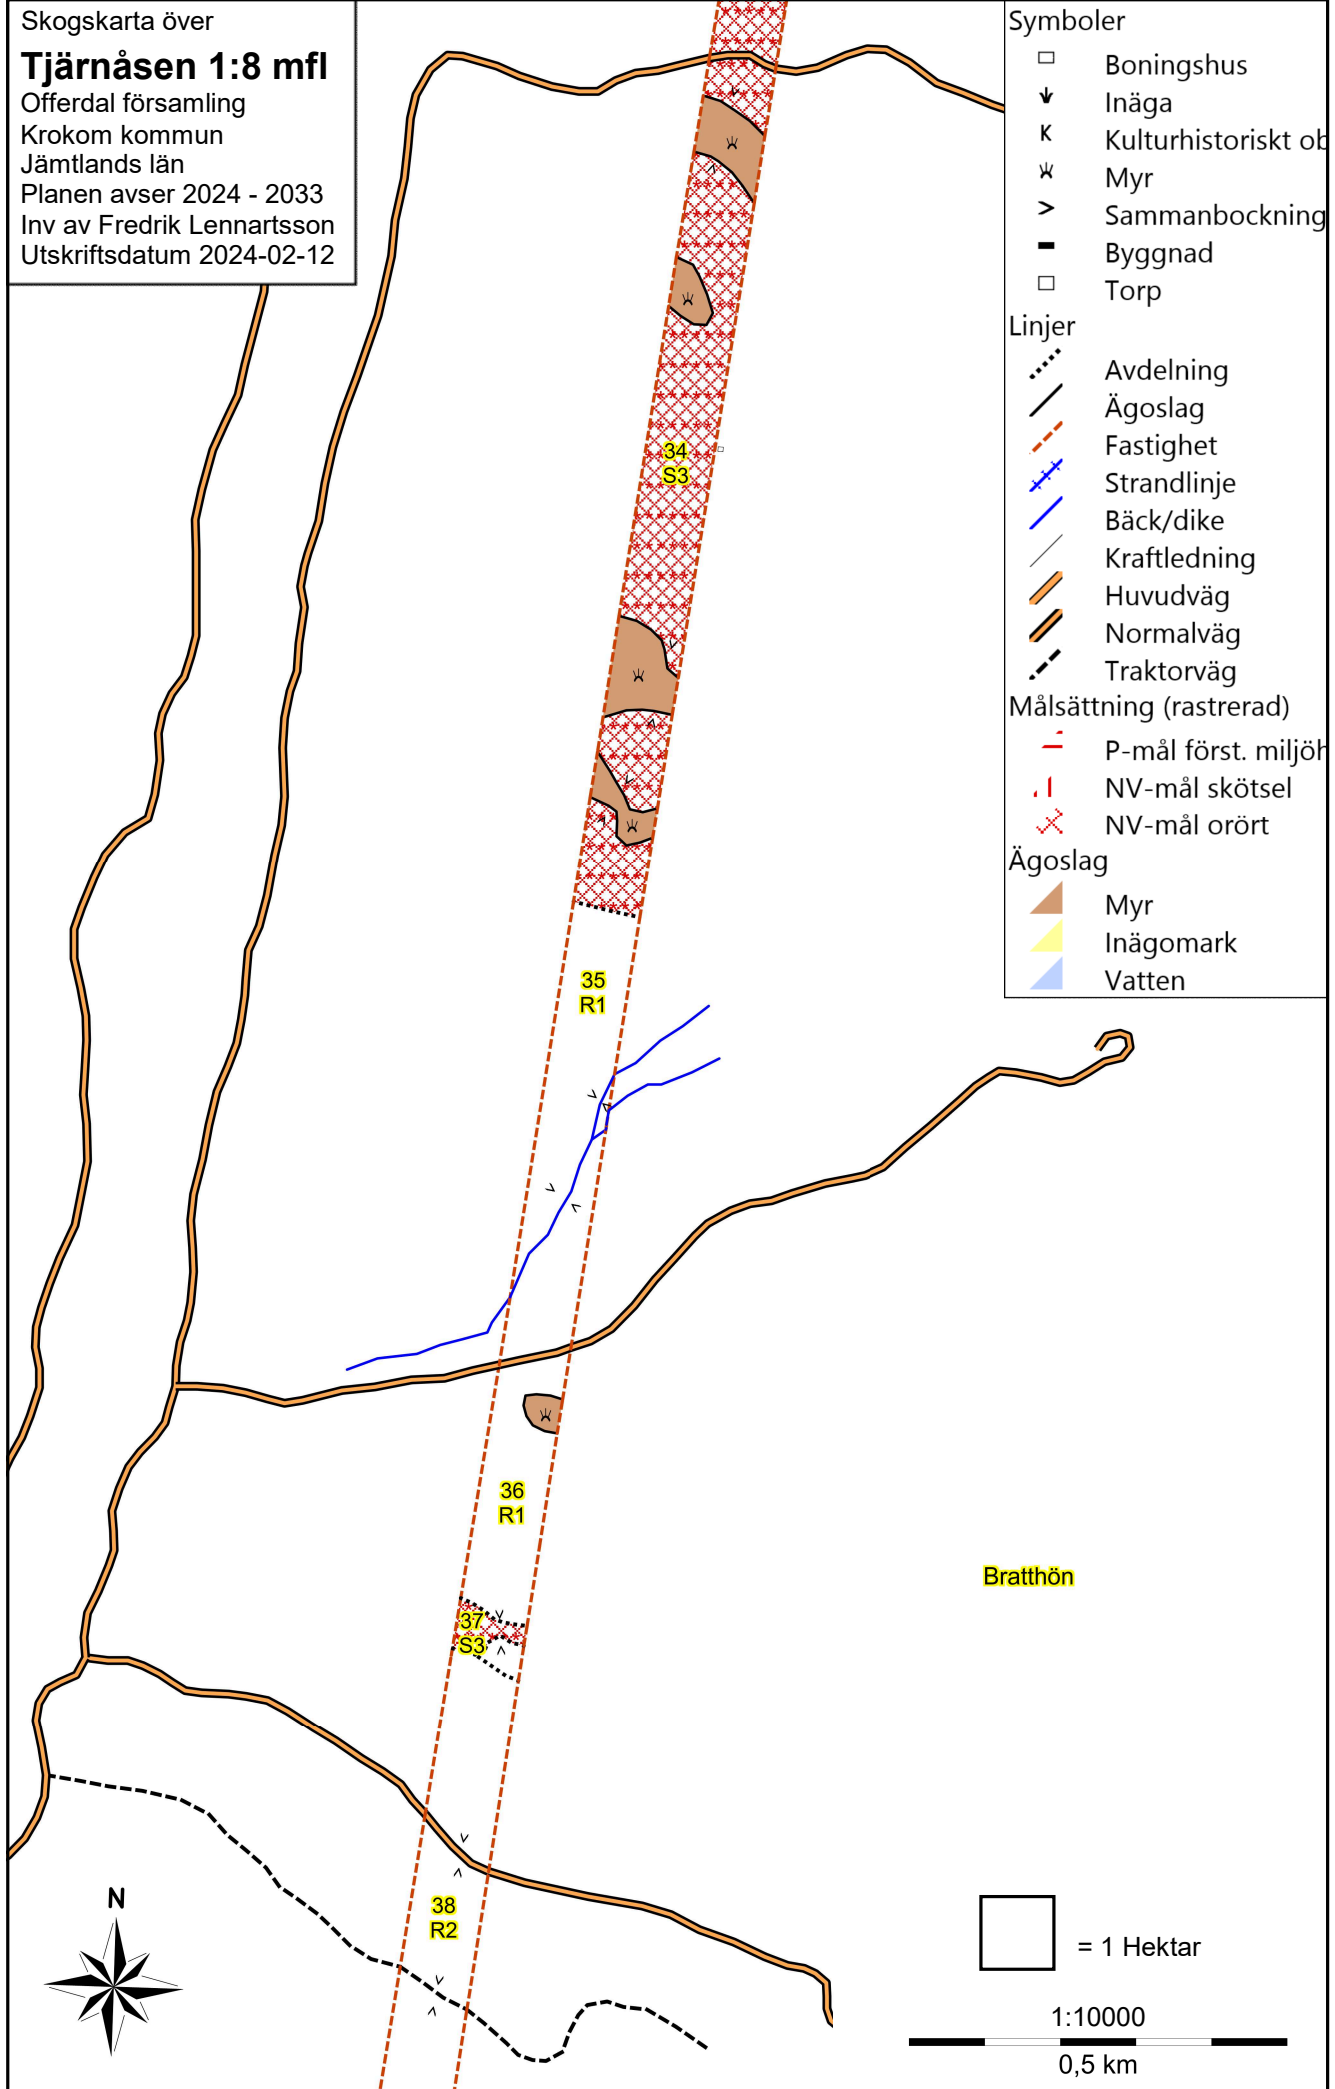 Skogskarta över
Tjärnåsen 1:8 mfl
Offerdal församling
Krokom kommun
Jämtlands län
Planen avser 2024 - 2033
Inv av Fredrik Lennartsson
Utskriftsdatum 2024-02-12
Symboler
Boningshus
Inäga
K Kulturhistoriskt ob
Myr
Sammanbockning
Byggnad
Torp
Linjer
Avdelning
Ägoslag
Fastighet
Strandlinje
Bäck/dike
Kraftledning
Huvudväg
Normalväg
Traktorväg
Målsättning (rastrerad)
P-mål först. miljöh
NV-mål skötsel
NV-mål orört
Ägoslag
Myr
Inägomark
Vatten
34
S3
35
R1
36
R1
Bratthön
37
S3
38
R2
N
= 1 Hektar
1:10000
0,5 km